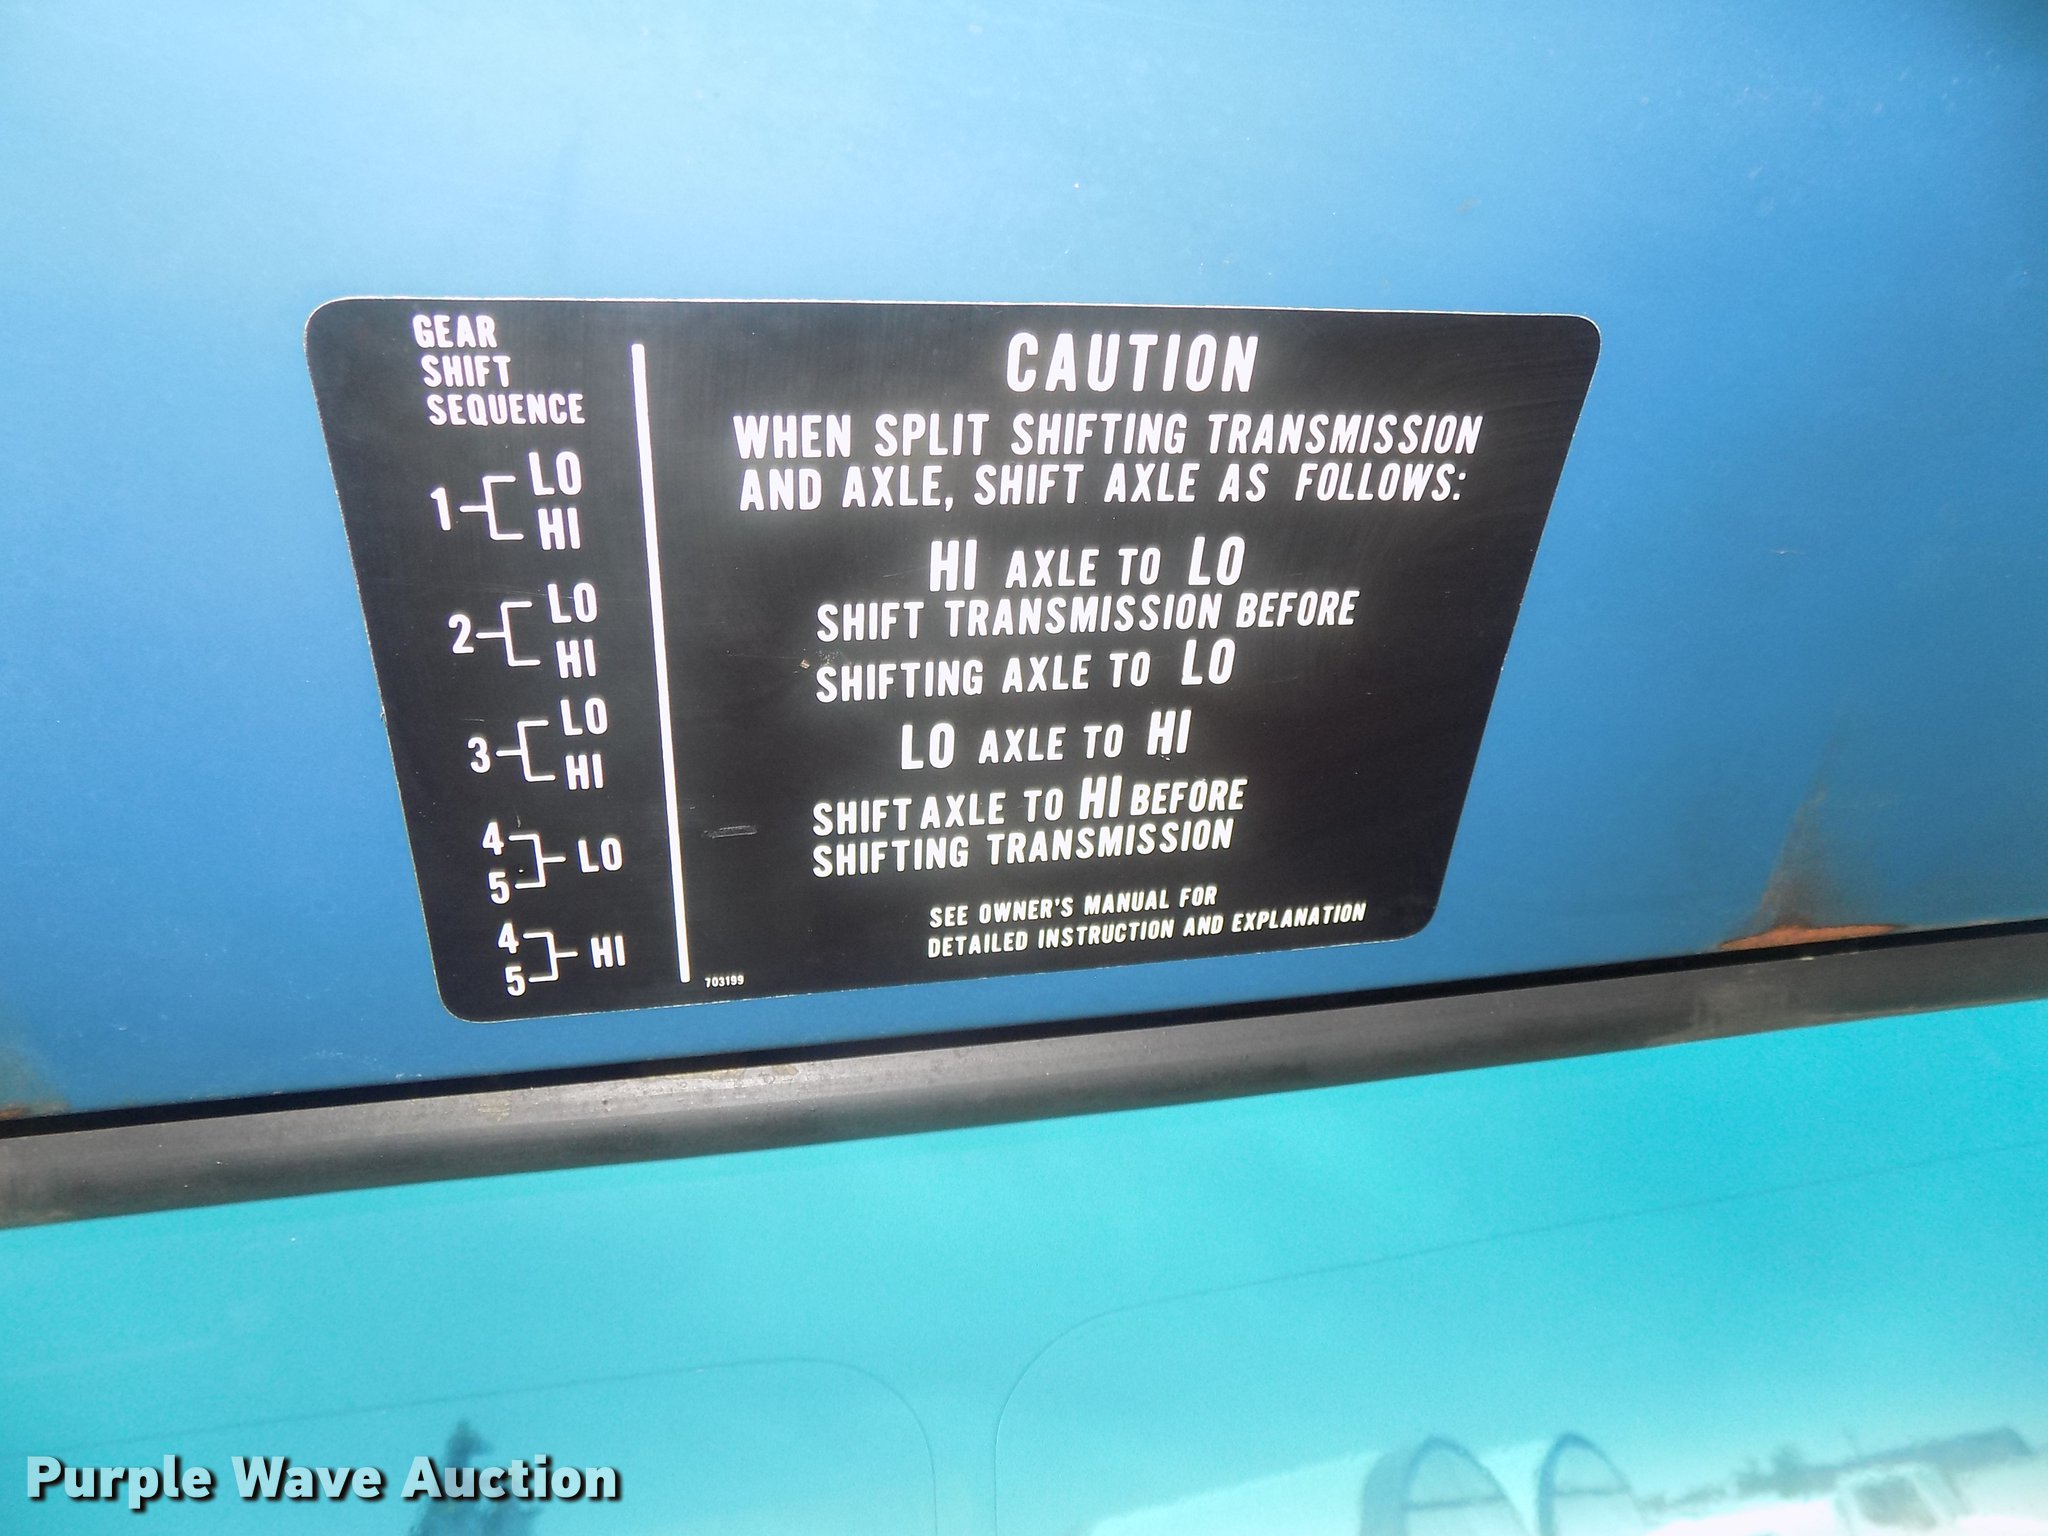 GEAR
SHIFT
SEQUENCE
1 LO
HI
2 LO
HI
3 LO
HI
4
5 LO
4
5 HI
CAUTION
WHEN SPLIT SHIFTING TRANSMISSION
AND AXLE, SHIFT AXLE AS FOLLOWS:
HI AXLE TO LO
SHIFT TRANSMISSION BEFORE
SHIFTING AXLE TO LO
LO AXLE TO HI
SHIFT AXLE TO HI BEFORE
SHIFTING TRANSMISSION
SEE OWNER'S MANUAL FOR
DETAILED INSTRUCTION AND EXPLANATION
703199
Purple Wave Auction